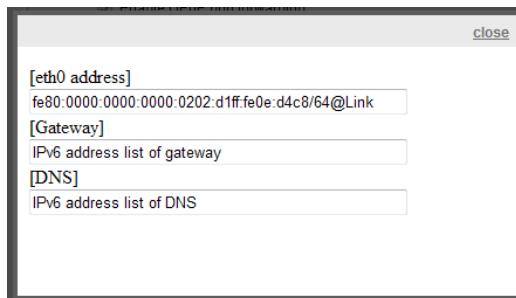 close
[eth0 address]
fe80:0000:0000:0000:0202:d1ff:fe0e:d4c8/64@Link
[Gateway]
IPv6 address list of gateway
[DNS]
IPv6 address list of DNS